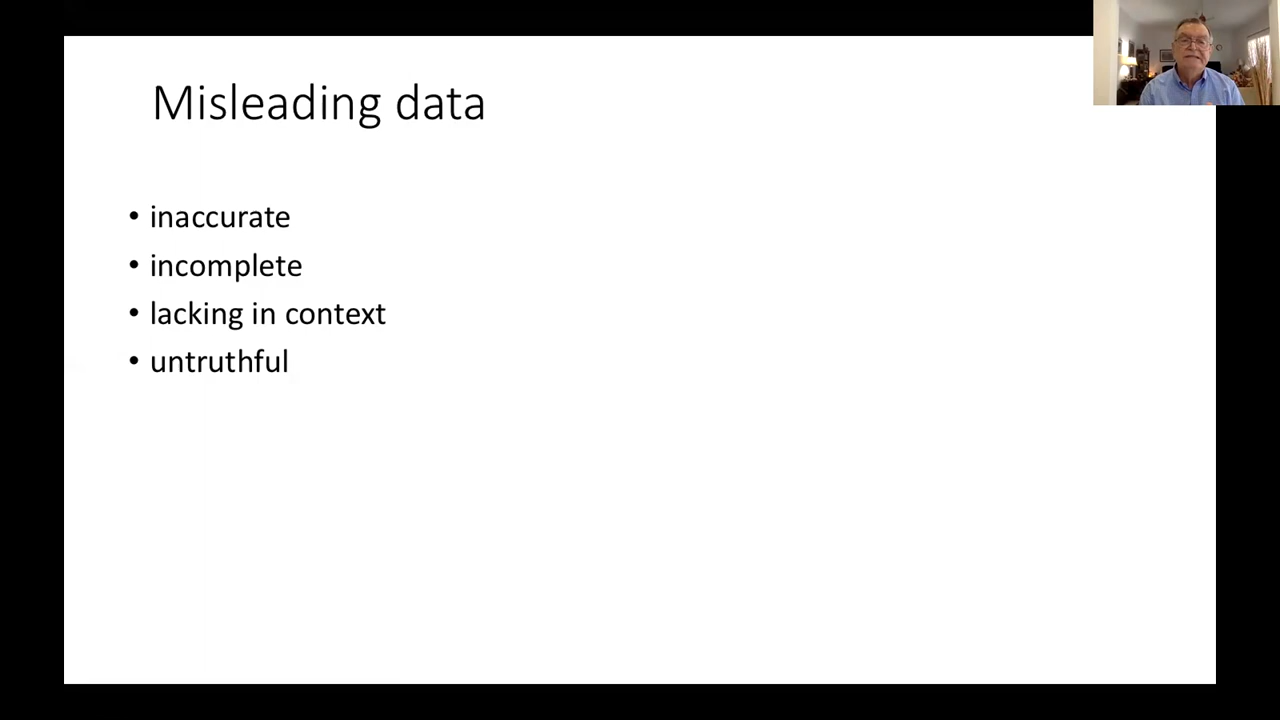 Misleading data
• inaccurate
• incomplete
• lacking in context
• untruthful